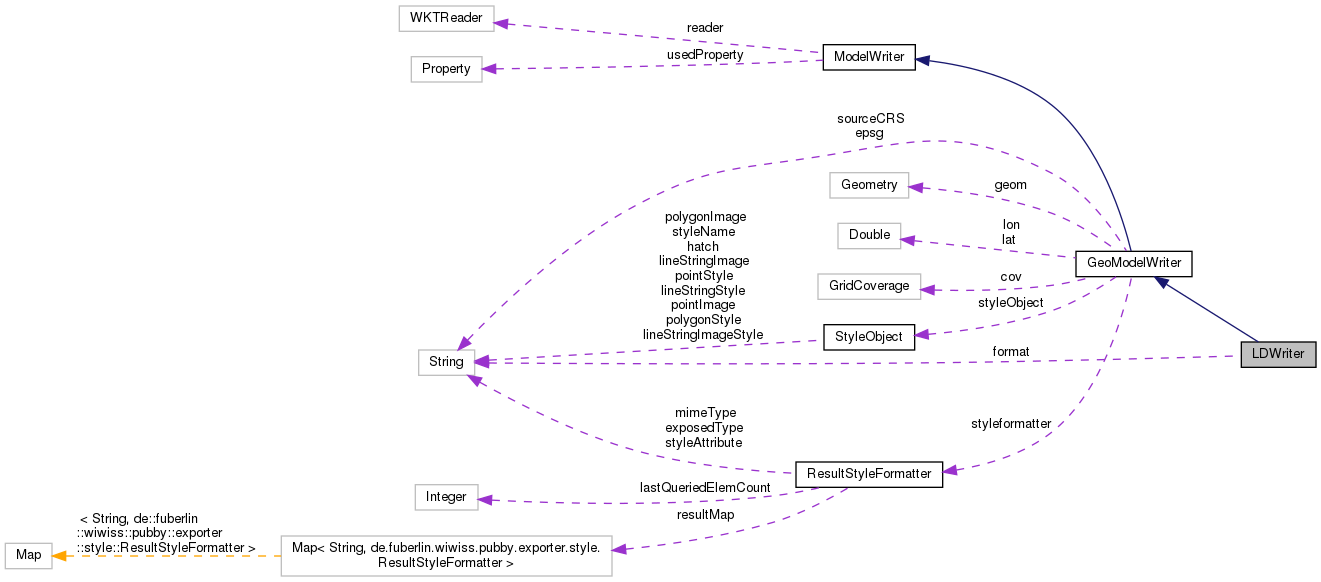 WKTReader
reader
usedProperty
ModelWriter
Property
sourceCRS
epsg
Geometry
geom
polygonImage
styleName
hatch
lineStringImage
pointStyle
lineStringStyle
pointImage
polygonStyle
lineStringImageStyle
Double
lon
lat
GeoModelWriter
GridCoverage
cov
styleObject
StyleObject
String
format
LDWriter
mimeType
exposedType
styleAttribute
styleformatter
ResultStyleFormatter
Integer
lastQueriedElemCount
resultMap
< String, de::fuberlin
::wiwiss::pubby::exporter
::style::ResultStyleFormatter >
Map
Map< String, de.fuberlin.wiwiss.pubby.exporter.style.
ResultStyleFormatter >